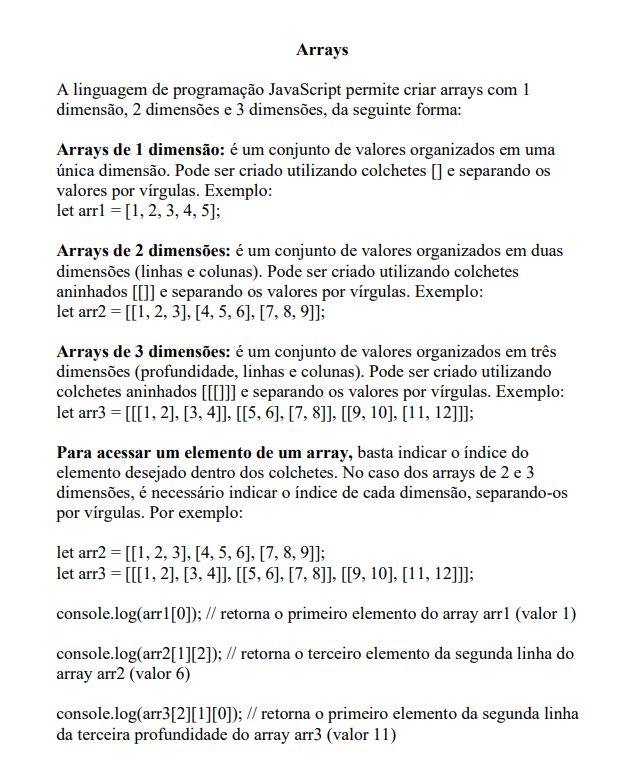 Arrays
A linguagem de programação JavaScript permite criar arrays com 1
dimensão, 2 dimensões e 3 dimensões, da seguinte forma:
Arrays de 1 dimensão: é um conjunto de valores organizados em uma
única dimensão. Pode ser criado utilizando colchetes [] e separando os
valores por vírgulas. Exemplo:
let arr1 = [1, 2, 3, 4, 5];
Arrays de 2 dimensões: é um conjunto de valores organizados em duas
dimensões (linhas e colunas). Pode ser criado utilizando colchetes
aninhados [[]] e separando os valores por vírgulas. Exemplo:
let arr2 = [[1, 2, 3], [4, 5, 6], [7, 8, 9]];
Arrays de 3 dimensões: é um conjunto de valores organizados em três
dimensões (profundidade, linhas e colunas). Pode ser criado utilizando
colchetes aninhados [[[]]] e separando os valores por vírgulas. Exemplo:
let arr3 = [[[1, 2], [3, 4]], [[5, 6], [7, 8]], [[9, 10], [11, 12]]];
Para acessar um elemento de um array, basta indicar o índice do
elemento desejado dentro dos colchetes. No caso dos arrays de 2 e 3
dimensões, é necessário indicar o índice de cada dimensão, separando-os
por vírgulas. Por exemplo:
let arr2 = [[1, 2, 3], [4, 5, 6], [7, 8, 9]];
let arr3 = [[[1, 2], [3, 4]], [[5, 6], [7, 8]], [[9, 10], [11, 12]]];
console.log(arr1[0]); // retorna o primeiro elemento do array arr1 (valor 1)
console.log(arr2[1][2]); // retorna o terceiro elemento da segunda linha do
array arr2 (valor 6)
console.log(arr3[2][1][0]); // retorna o primeiro elemento da segunda linha
da terceira profundidade do array arr3 (valor 11)